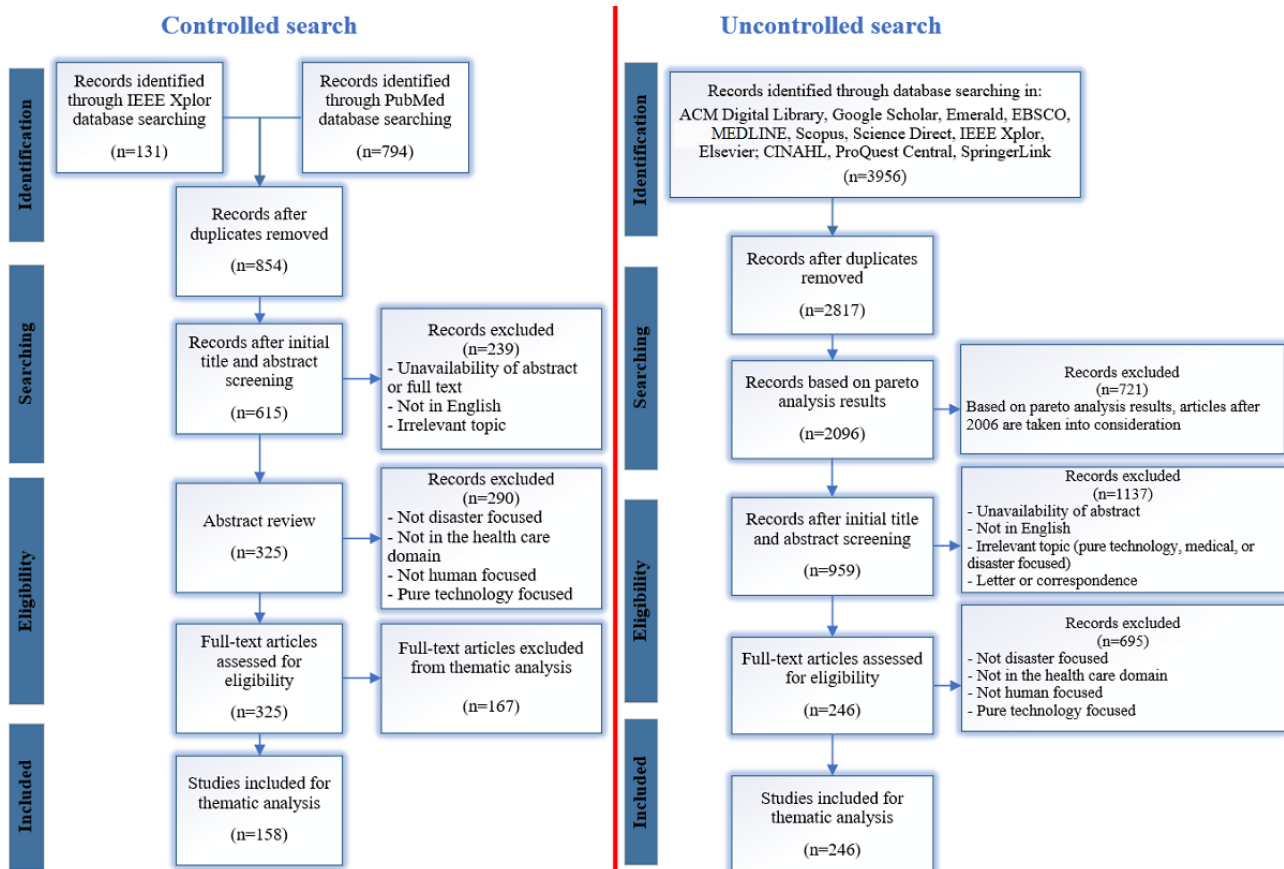 Controlled search
Identification
Records identified
through IEEE Xplor
database searching
(n=131)
Records identified
through PubMed
database searching
(n=794)
Records after
duplicates removed
(n=854)
Searching
Records after initial
title and abstract
screening
(n=615)
Records excluded
(n=239)
- Unavailability of abstract
or full text
- Not in English
- Irrelevant topic
Eligibility
Abstract review
(n=325)
Records excluded
(n=290)
- Not disaster focused
- Not in the health care
domain
- Not human focused
- Pure technology focused
Full-text articles
assessed for
eligibility
(n=325)
Full-text articles excluded
from thematic analysis
(n=167)
Included
Studies included for
thematic analysis
(n=158)
Uncontrolled search
Identification
Records identified through database searching in:
ACM Digital Library, Google Scholar, Emerald, EBSCO,
MEDLINE, Scopus, Science Direct, IEEE Xplor,
Elsevier; CINAHL, ProQuest Central, SpringerLink
(n=3956)
Searching
Records after duplicates
removed
(n=2817)
Records based on pareto
analysis results
(n=2096)
Records excluded
(n=721)
Based on pareto analysis results, articles after
2006 are taken into consideration
Eligibility
Records after initial title
and abstract screening
(n=959)
Records excluded
(n=1137)
- Unavailability of abstract
- Not in English
- Irrelevant topic (pure technology, medical, or
disaster focused)
- Letter or correspondence
Full-text articles assessed
for eligibility
(n=246)
Records excluded
(n=695)
- Not disaster focused
- Not in the health care domain
- Not human focused
- Pure technology focused
Included
Studies included for
thematic analysis
(n=246)